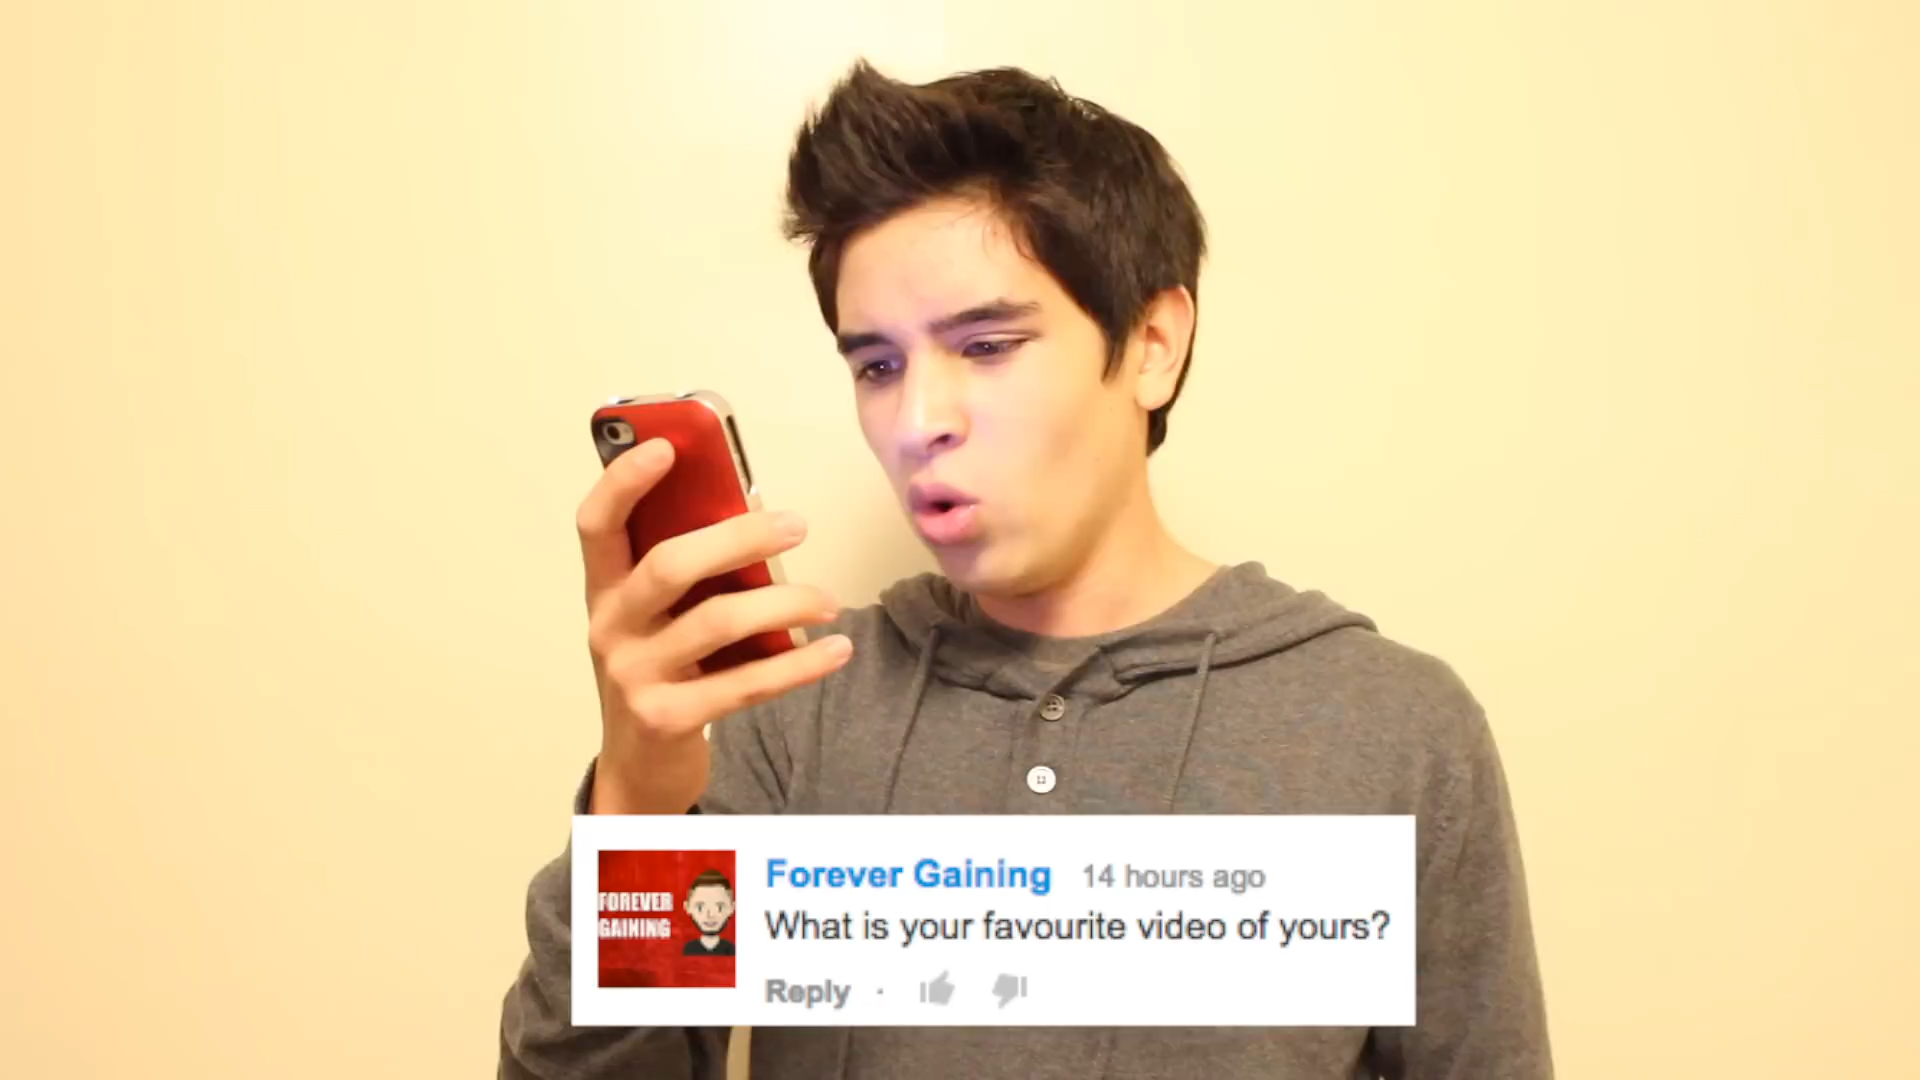 FOREVER
GAINING
Forever Gaining 14 hours ago
What is your favourite video of yours?
Reply ·